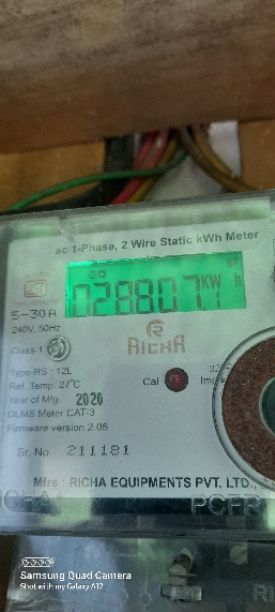 ac 1-Phase, 2 Wire Static kWh Meter
028807.1 KW h
5-30A
240V, 50Hz
RICHA
Class-1
Type-RS : 12L
Cal
Ref. Temp. 27°C
Year of Mfg. 2020
DLMS Meter CAT-3
Firmware version 2.05
Sr. No. 211181
Mfrs : RICHA EQUIPMENTS PVT. LTD.,
Samsung Quad Camera
Shot with my Galaxy A12